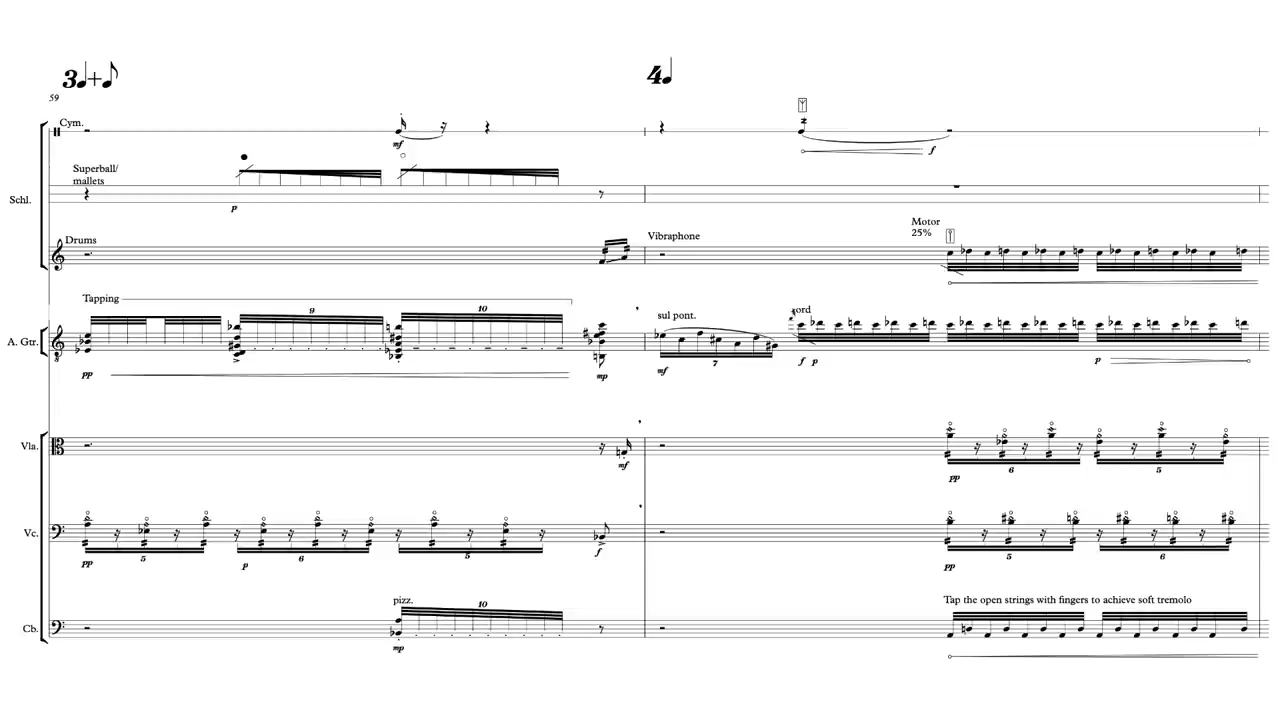 3 + 
4
59
Cym.
mf
f
Superball/
mallets
Schl.
p
Motor
25%
Drums
Vibraphone
Tapping
9
10
sul pont.
nord
A. Gtr.
7
f p
p
pp
mp
mf
Vla.
mf
6
5
pp
Vc.
pp
5
p
6
5
f
5
6
pp
pizz.
10
Tap the open strings with fingers to achieve soft tremolo
Cb.
mp